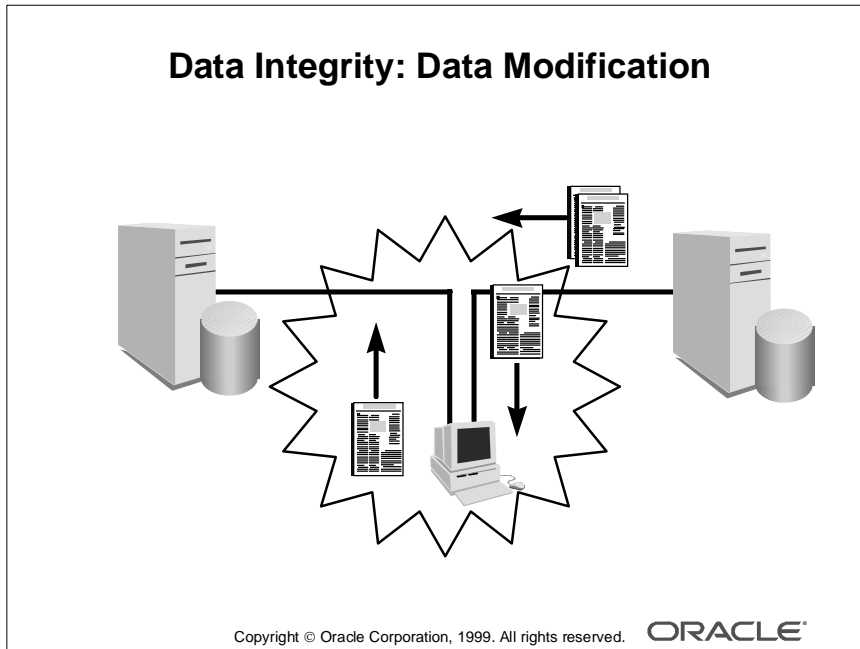 Data Integrity: Data Modification
Copyright © Oracle Corporation, 1999. All rights reserved. ORACLE®